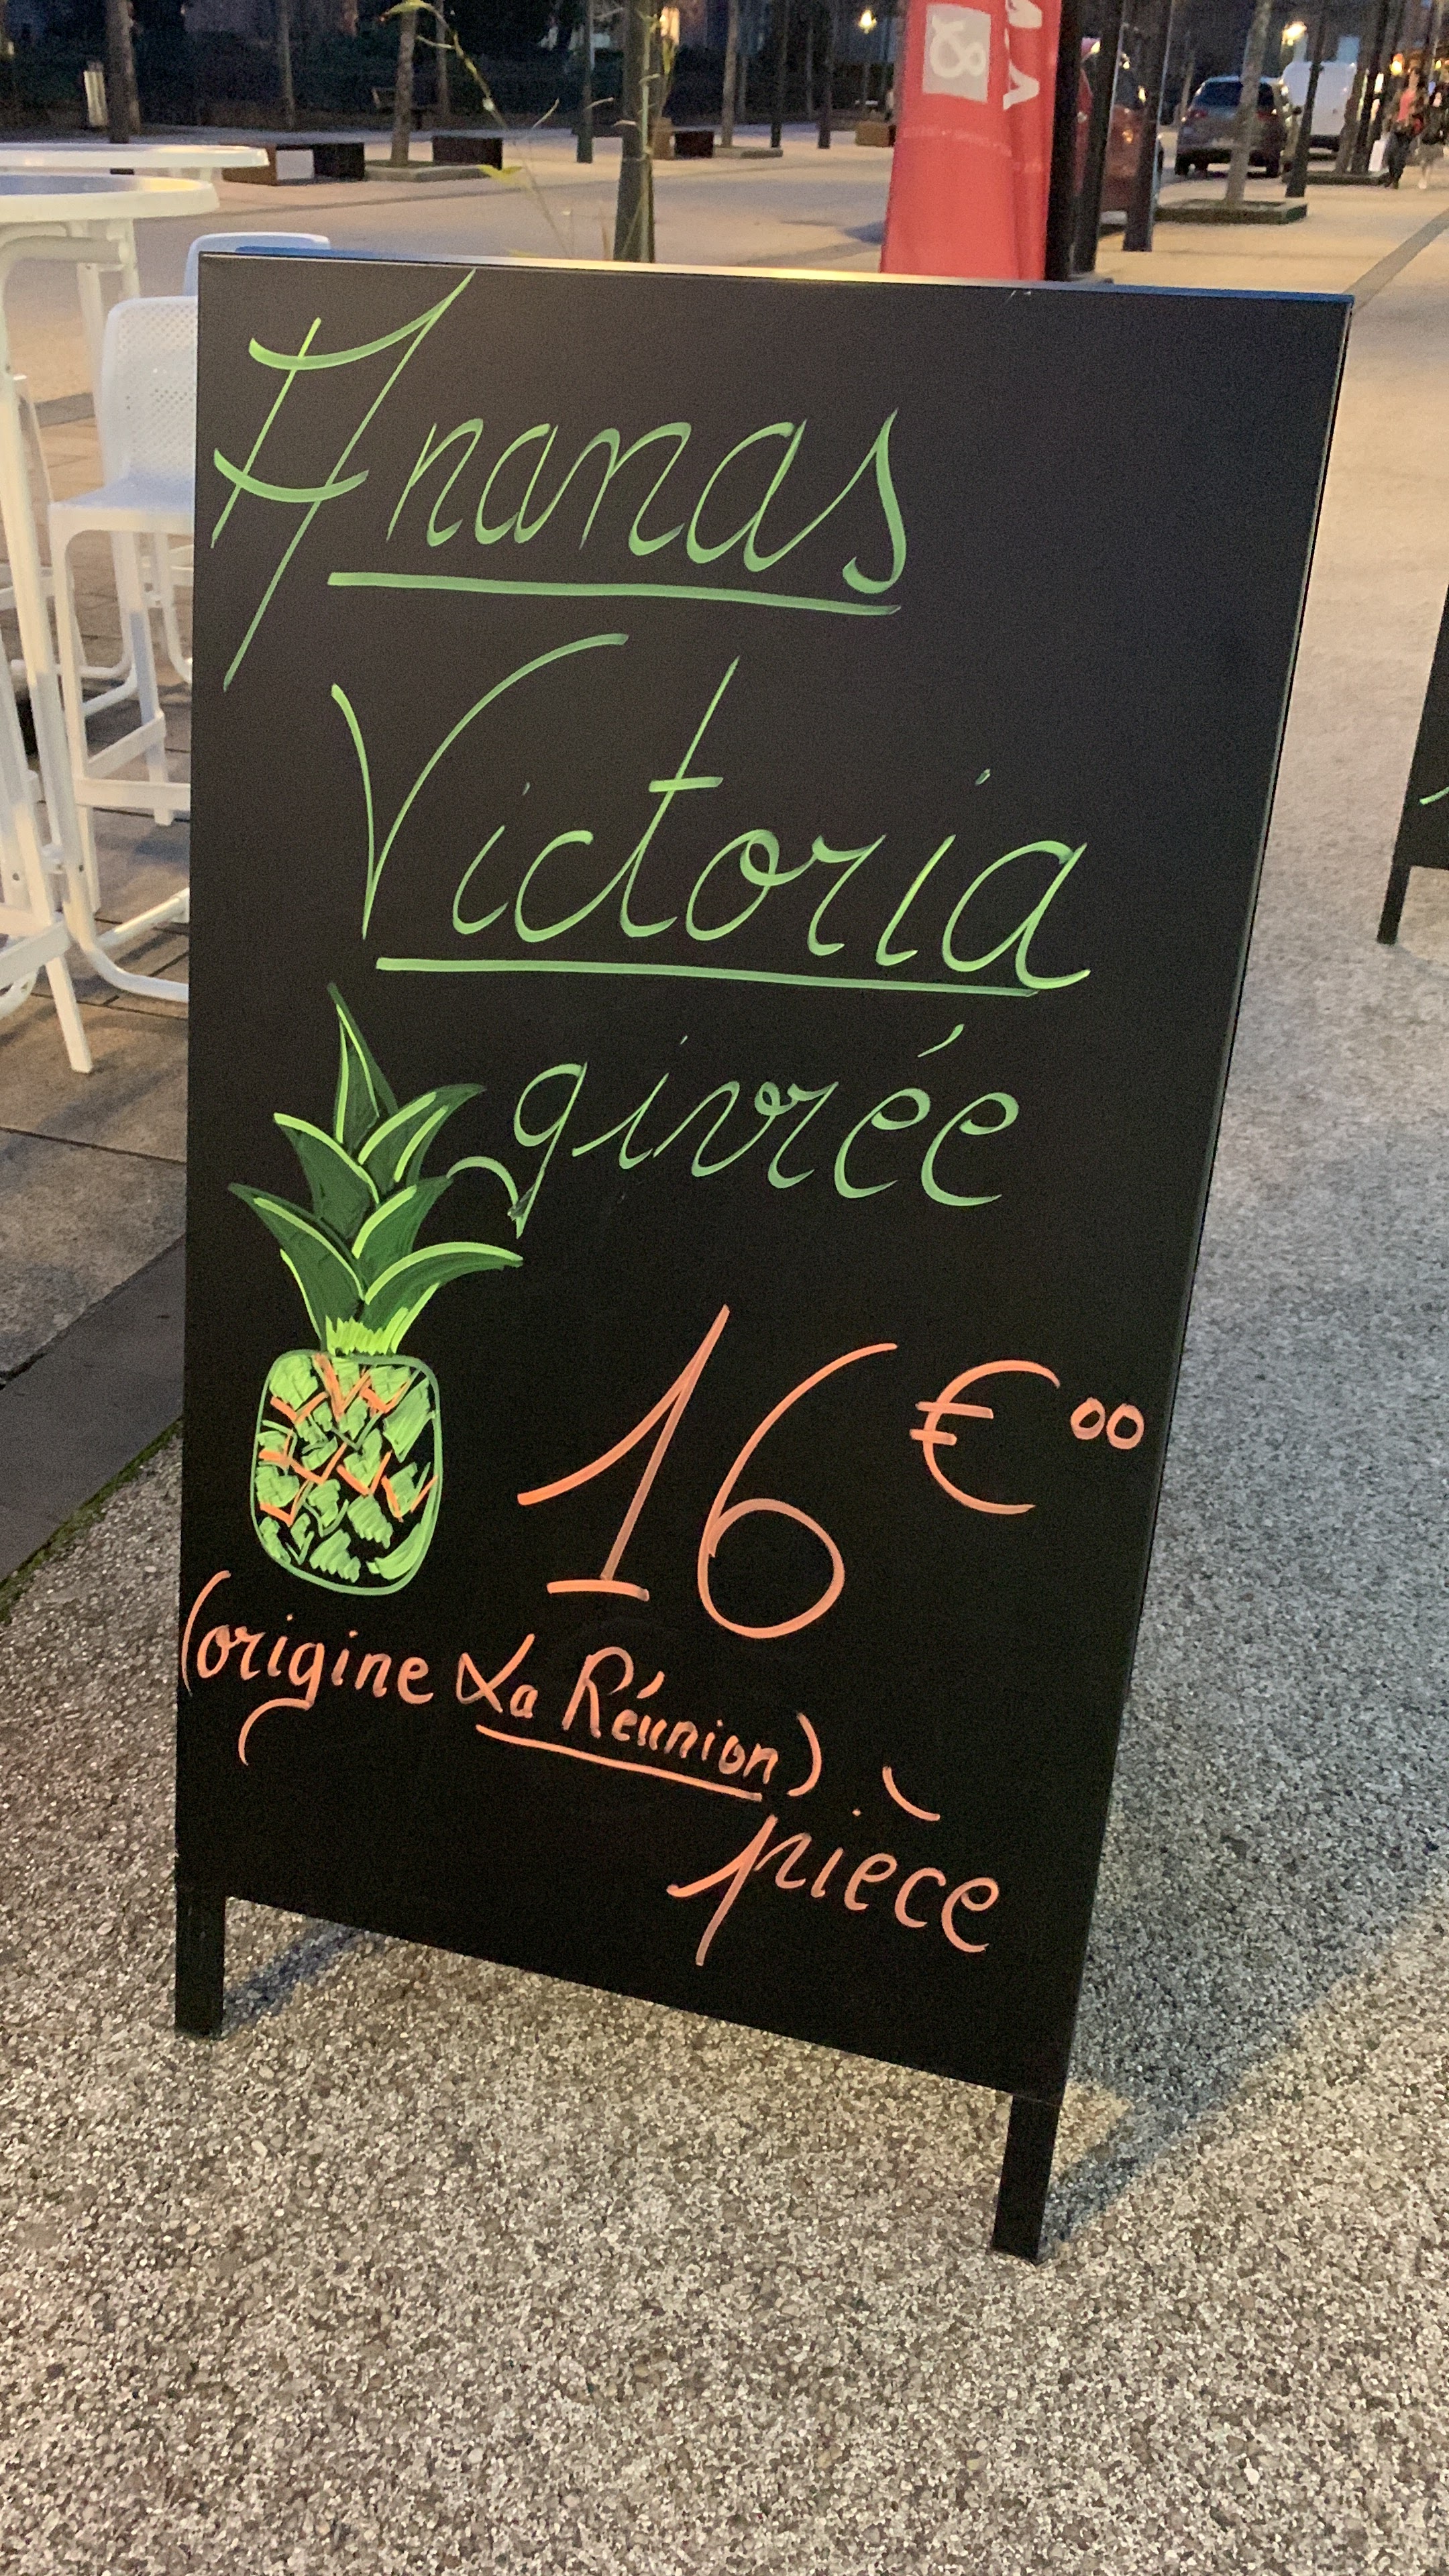 Ananas
Victoria
givrée
16 €00
(origine La Réunion)
pièce